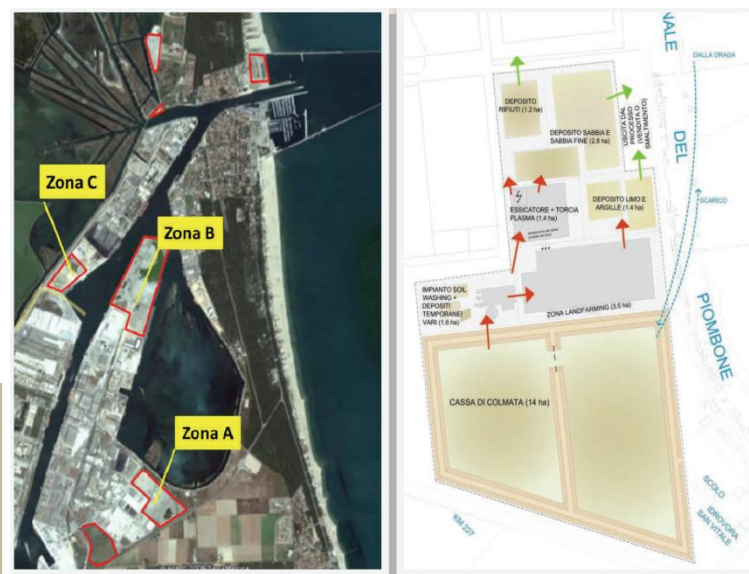 Zona C
Zona B
Zona A
NALE
DEL
PIOMBONE
DALLA DRAGA
SCARICO
DEPOSITO
RIFIUTI (1.2 ha)
DEPOSITO SABBIA E
SABBIA FINE (2.8 ha)
USCITA DAL
PROCESSO
(VENDITA O
SMALTIMENTO)
ESSICATORE + TORCIA
PLASMA (1.4 ha)
DEPOSITO LIMO E
ARGILLE (1.4 ha)
IMPIANTO SOIL
WASHING +
DEPOSITI
TEMPORANEI
VARI (1.6 ha)
ZONA LANDFARMING (3.5 ha)
CASSA DI COLMATA (14 ha)
KM 227
SCOLO
IDROVORA
SAN VITALE